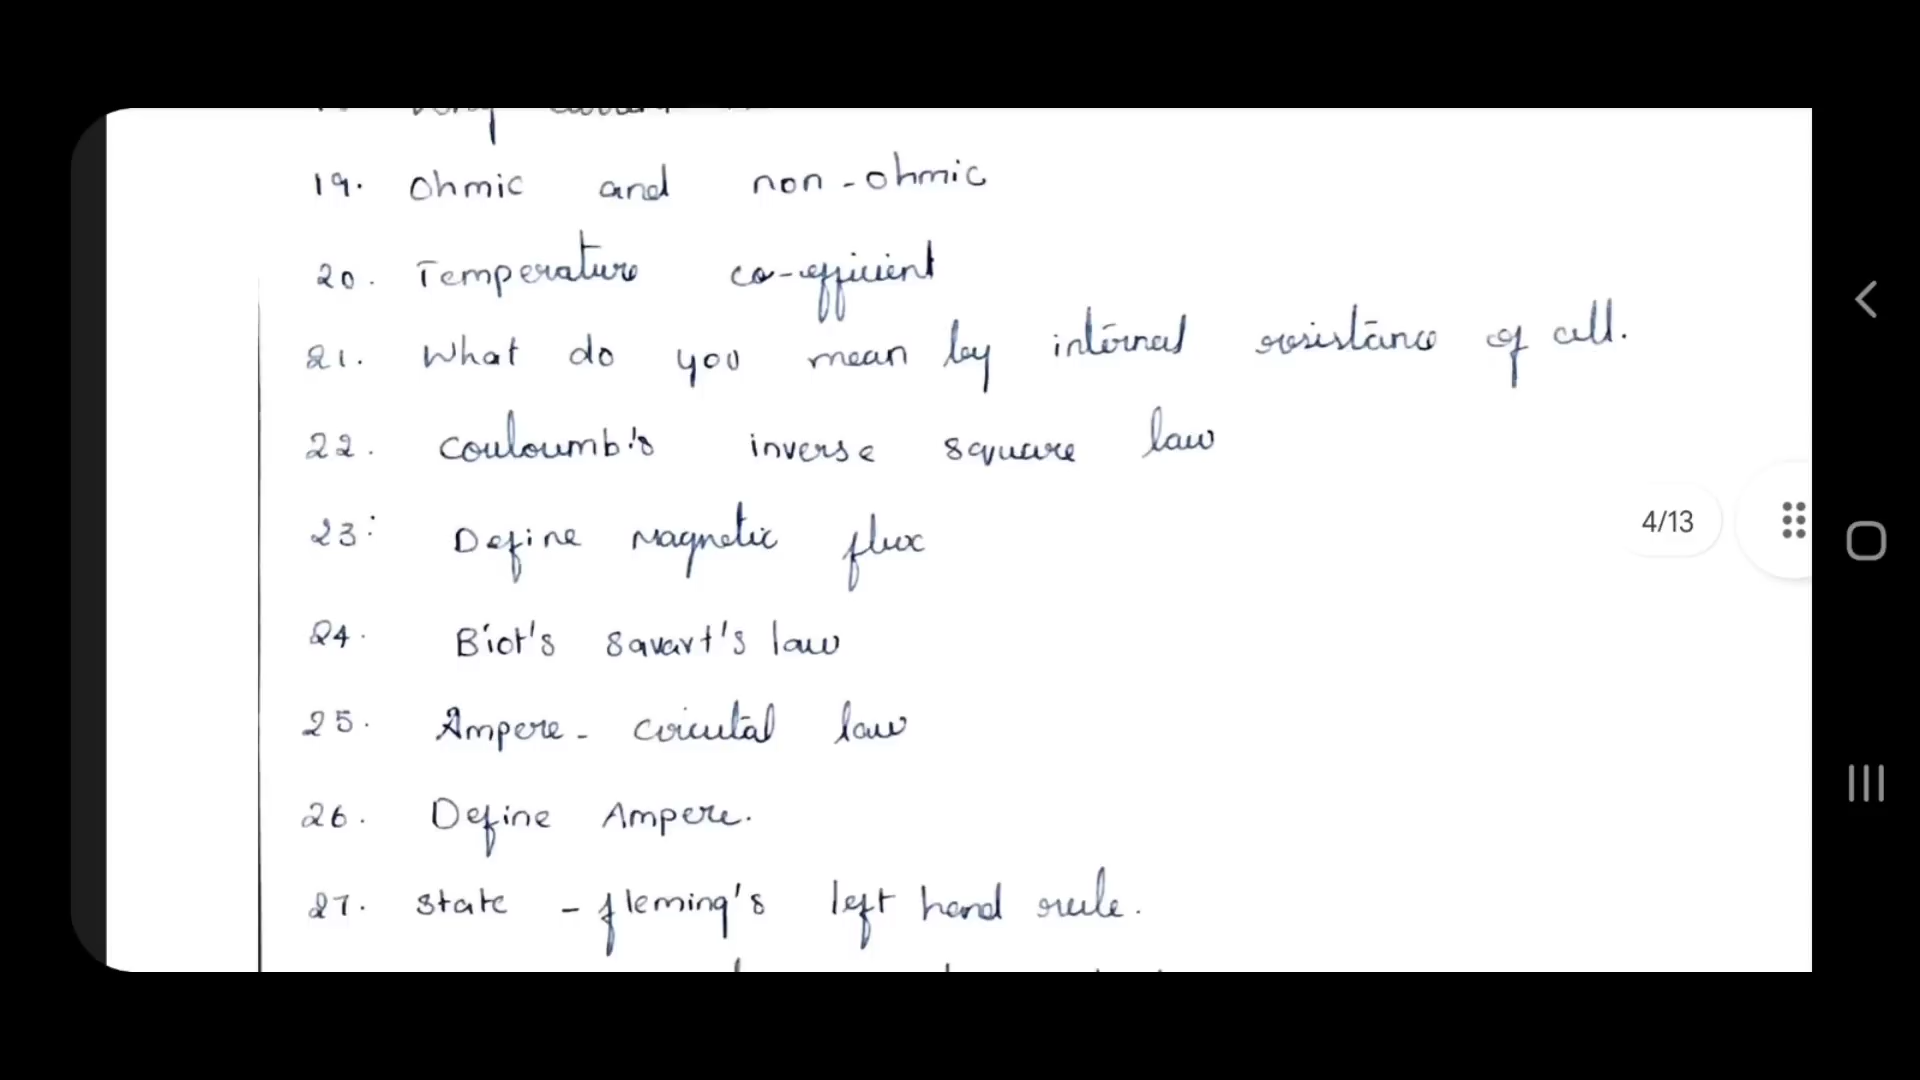 19. Ohmic and non-ohmic
20. Temperature co-efficient
21. What do you mean by internal resistance of cell.
22. Couloumb's inverse square law
23. Define Magnetic flux
4/13
24. Biot's savart's law
25. Ampere - circuital law
26. Define Ampere.
27. state - fleming's left hand rule.